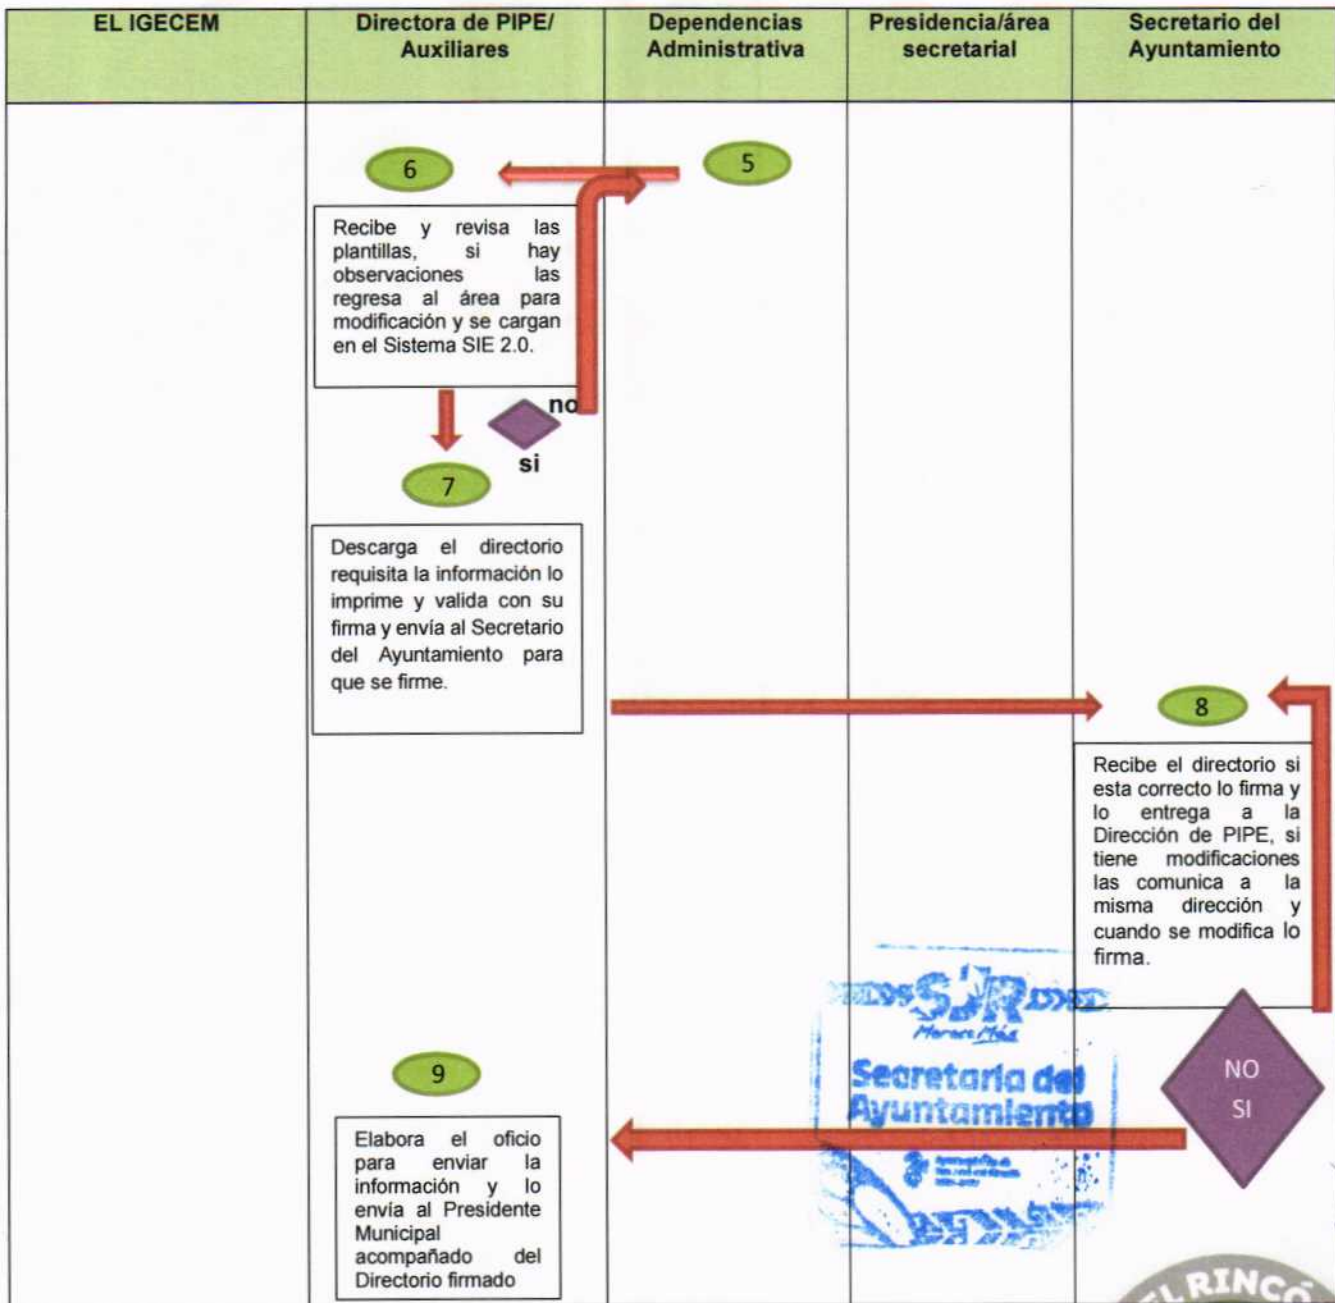 EL IGECEM
Directora de PIPE/
Auxiliares
Dependencias
Administrativa
Presidencia/área
secretarial
Secretario del
Ayuntamiento
6
5
Recibe y revisa las
plantillas, si hay
observaciones las
regresa al área para
modificación y se cargan
en el Sistema SIE 2.0.
no
si
7
Descarga el directorio
requisita la información lo
imprime y valida con su
firma y envía al Secretario
del Ayuntamiento para
que se firme.
8
Recibe el directorio si
esta correcto lo firma y
lo entrega a la
Dirección de PIPE, si
tiene modificaciones
las comunica a la
misma dirección y
cuando se modifica lo
firma.
NO
SI
SJR
Secretaría del
Ayuntamiento
9
Elabora el oficio
para enviar la
información y lo
envía al Presidente
Municipal
acompañado del
Directorio firmado
EL RINCÓ